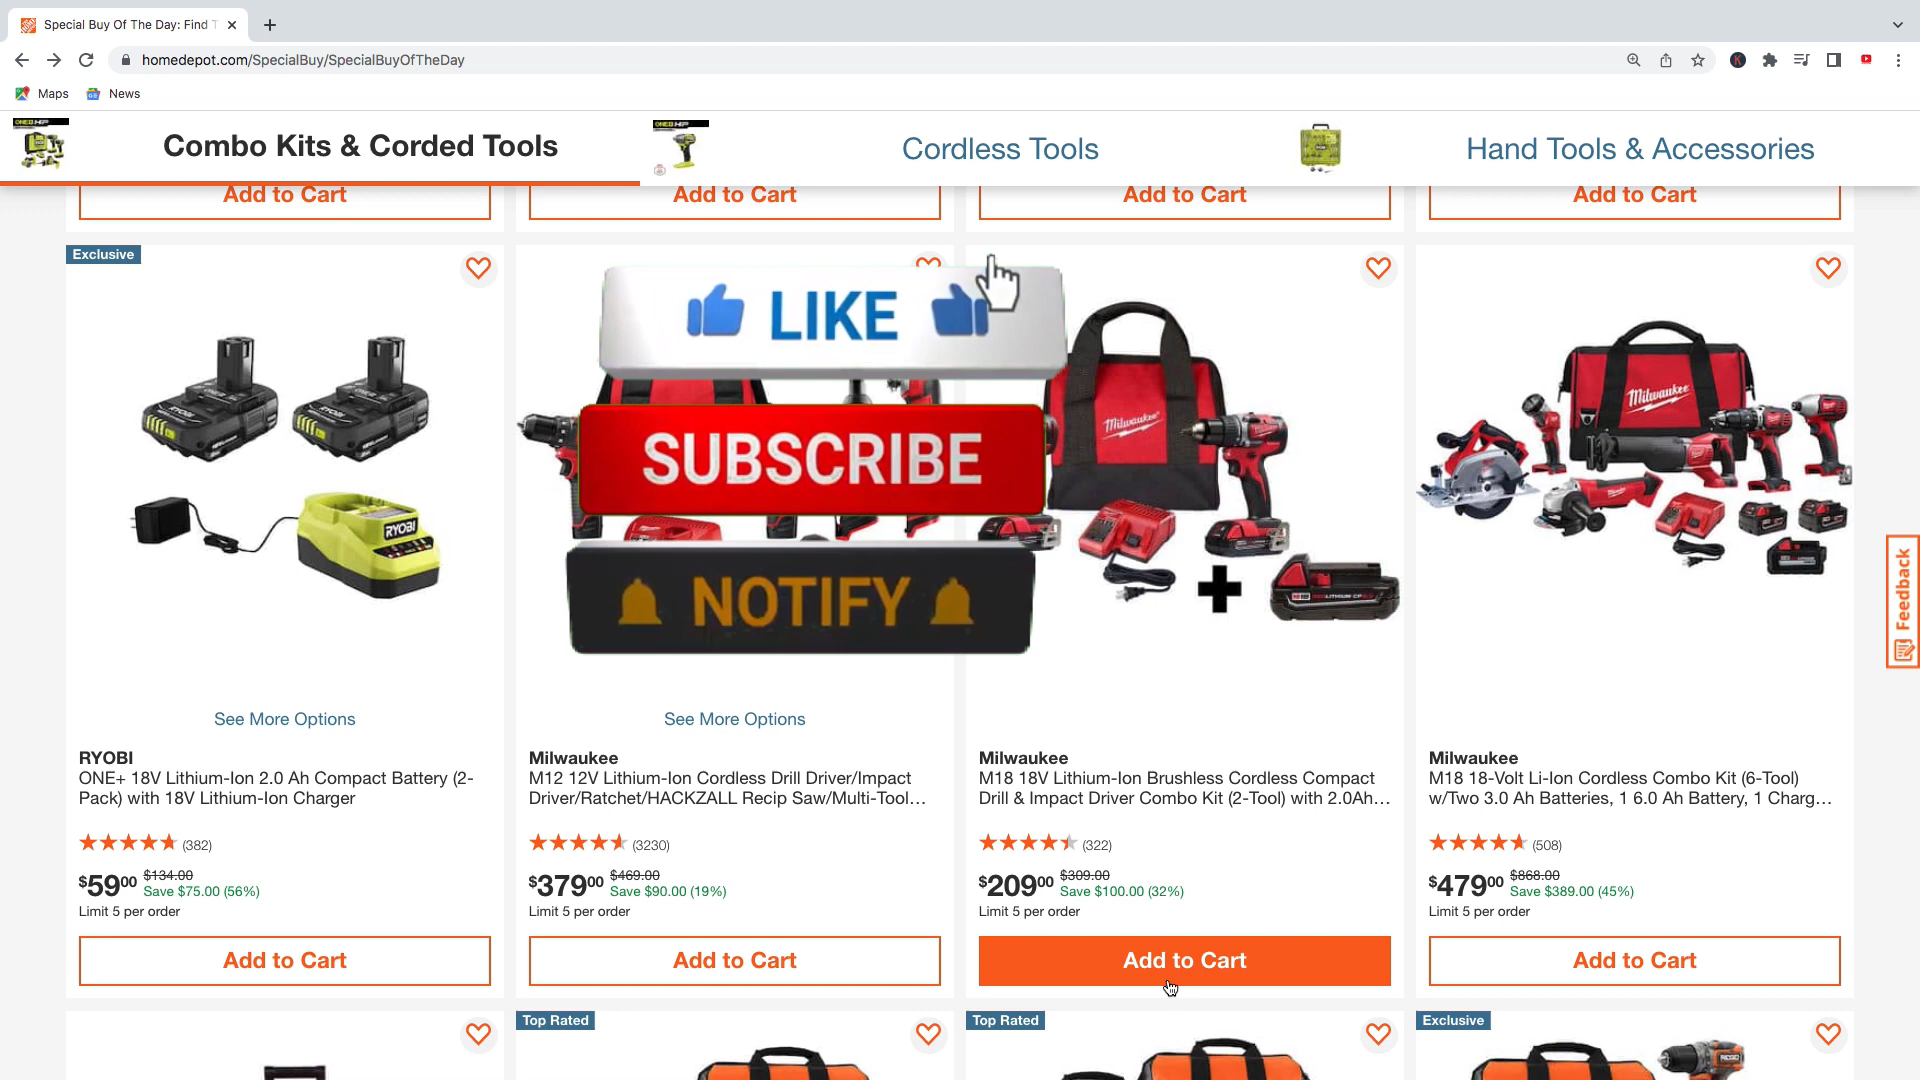 Special Buy Of The Day: Find T
homedepot.com/SpecialBuy/SpecialBuyOfTheDay
Maps
News
Combo Kits & Corded Tools
Cordless Tools
Hand Tools & Accessories
Add to Cart
Add to Cart
Add to Cart
Add to Cart
Exclusive
LIKE
SUBSCRIBE
NOTIFY
RYOBI
RYOBI
RYOBI
Milwaukee
Milwaukee
Feedback
See More Options
See More Options
RYOBI
ONE+ 18V Lithium-Ion 2.0 Ah Compact Battery (2-
Pack) with 18V Lithium-Ion Charger
(382)
$5900 $134.00
Save $75.00 (56%)
Limit 5 per order
Add to Cart
Milwaukee
M12 12V Lithium-Ion Cordless Drill Driver/Impact
Driver/Ratchet/HACKZALL Recip Saw/Multi-Tool...
(3230)
$37900 $469.00
Save $90.00 (19%)
Limit 5 per order
Add to Cart
Milwaukee
M18 18V Lithium-Ion Brushless Cordless Compact
Drill & Impact Driver Combo Kit (2-Tool) with 2.0Ah...
(322)
$20900 $309.00
Save $100.00 (32%)
Limit 5 per order
Add to Cart
Milwaukee
M18 18-Volt Li-Ion Cordless Combo Kit (6-Tool)
w/Two 3.0 Ah Batteries, 1 6.0 Ah Battery, 1 Charg...
(508)
$47900 $868.00
Save $389.00 (45%)
Limit 5 per order
Add to Cart
Top Rated
Top Rated
Exclusive